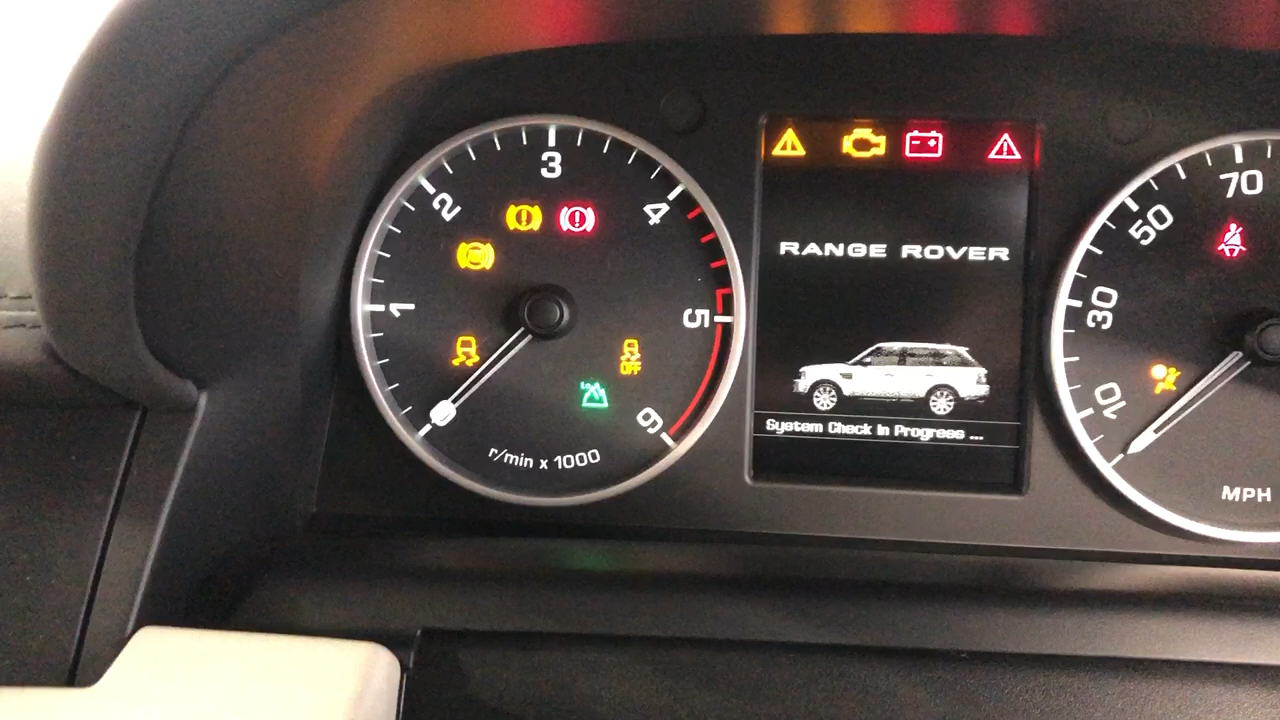 1
2
3
4
5
6
r/min x 1000
OFF
RANGE ROVER
System Check In Progress ...
10
30
50
70
MPH